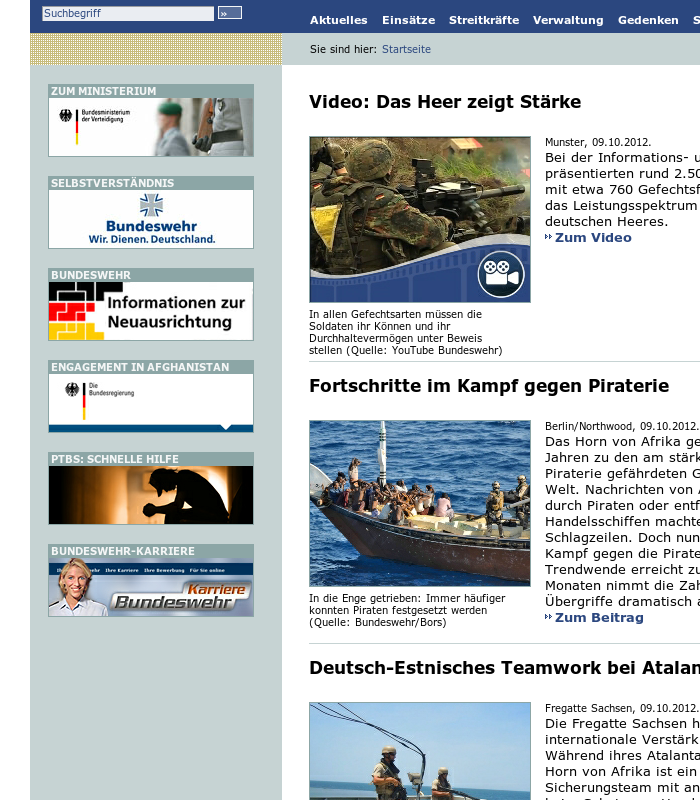 Suchbegriff
Aktuelles Einsätze Streitkräfte Verwaltung Gedenken S
Sie sind hier: Startseite
ZUM MINISTERIUM
Bundesministerium
der Verteidigung
SELBSTVERSTÄNDNIS
Bundeswehr
Wir. Dienen. Deutschland.
BUNDESWEHR
Informationen zur
Neuausrichtung
ENGAGEMENT IN AFGHANISTAN
Die
Bundesregierung
PTBS: SCHNELLE HILFE
BUNDESWEHR-KARRIERE
Ihre Karriere Ihre Bewerbung Für Sie online
Karriere
Bundeswehr
Video: Das Heer zeigt Stärke
Munster, 09.10.2012.
Bei der Informations- u
präsentierten rund 2.50
mit etwa 760 Gefechtsf
das Leistungsspektrum
deutschen Heeres.
Zum Video
In allen Gefechtsarten müssen die
Soldaten ihr Können und ihr
Durchhaltevermögen unter Beweis
stellen (Quelle: YouTube Bundeswehr)
Fortschritte im Kampf gegen Piraterie
Berlin/Northwood, 09.10.2012.
Das Horn von Afrika ge
Jahren zu den am stärk
Piraterie gefährdeten G
Welt. Nachrichten von A
durch Piraten oder entf
Handelsschiffen machte
Schlagzeilen. Doch nun
Kampf gegen die Pirate
Trendwende erreicht zu
Monaten nimmt die Zah
Übergriffe dramatisch a
Zum Beitrag
In die Enge getrieben: Immer häufiger
konnten Piraten festgesetzt werden
(Quelle: Bundeswehr/Bors)
Deutsch-Estnisches Teamwork bei Atalan
Fregatte Sachsen, 09.10.2012.
Die Fregatte Sachsen h
internationale Verstärk
Während ihres Atalanta
Horn von Afrika ist ein
Sicherungsteam mit an